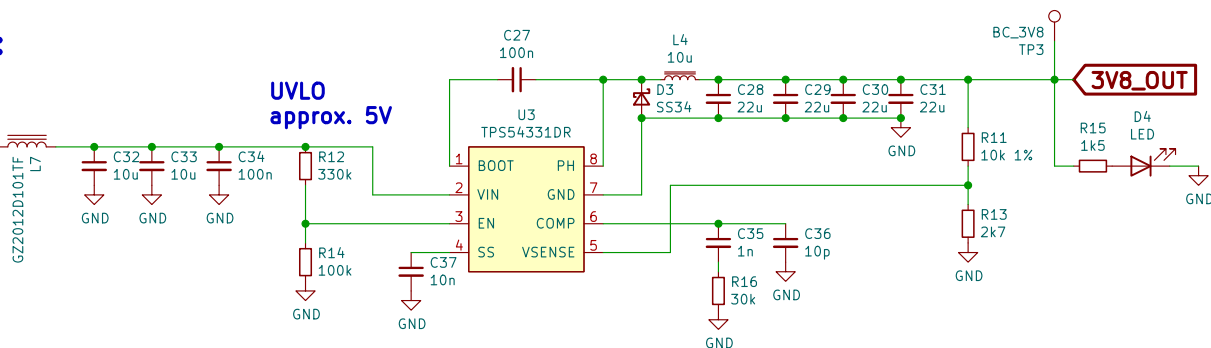 :
C27
100n
L4
10u
BC_3V8
TP3
3V8_OUT
UVLO
approx. 5V
D3
SS34
C28
22u
C29
22u
C30
22u
C31
22u
GND
R15
1k5
D4
LED
GND
R11
10k 1%
R13
2k7
GND
GZ2012D101TF
L7
C32
10u
GND
C33
10u
GND
C34
100n
GND
R12
330k
R14
100k
GND
U3
TPS54331DR
1 BOOT
2 VIN
3 EN
4 SS
PH 8
GND 7
COMP 6
VSENSE 5
C37
10n
GND
C35
1n
R16
30k
GND
C36
10p
GND